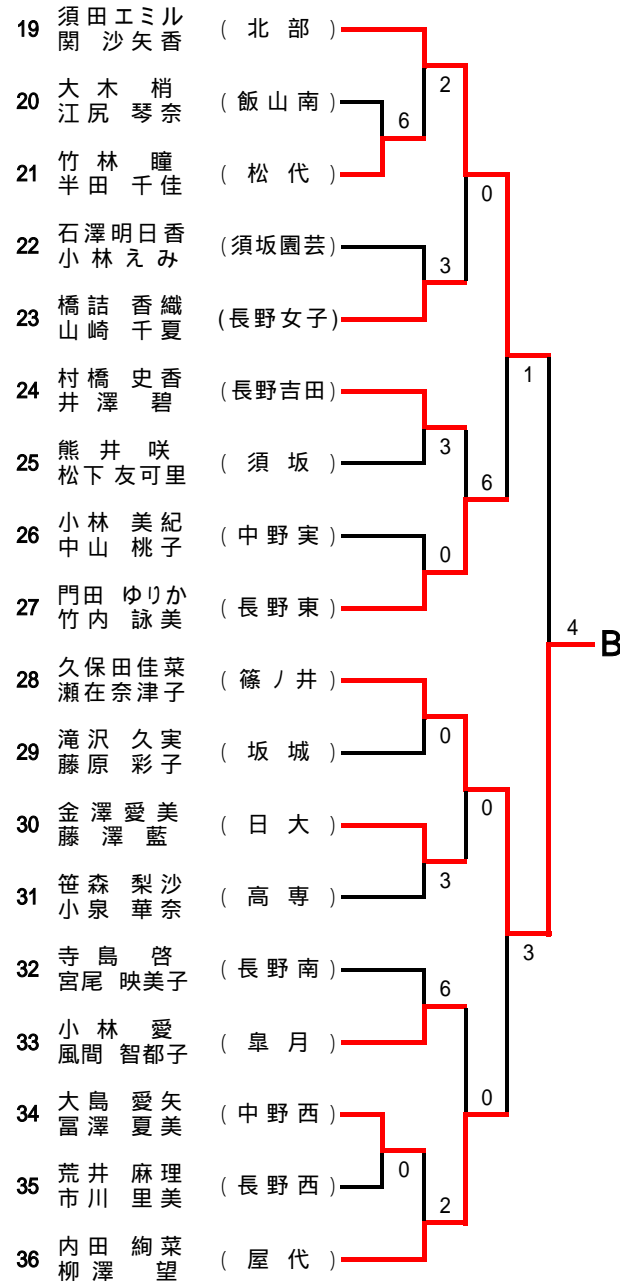 19 須田エミル 関 沙矢香 ( 北 部 )
20 大 木 梢 江尻 琴奈 ( 飯山南 )
21 竹 林 瞳 半田 千佳 ( 松 代 )
22 石澤明日香 小林えみ (須坂園芸)
23 橋詰 香織 山崎 千夏 (長野女子)
24 村橋 史香 井 澤 碧 (長野吉田)
25 熊 井 咲 松下 友可里 ( 須 坂 )
26 小林 美紀 中山 桃子 ( 中野実 )
27 門田 ゆりか 竹内 詠美 ( 長野東 )
28 久保田佳菜 瀬在奈津子 ( 篠ノ井 )
29 滝沢 久実 藤原 彩子 ( 坂 城 )
30 金澤愛美 藤 澤 藍 ( 日 大 )
31 笹森 梨沙 小泉 華奈 ( 高 専 )
32 寺 島 啓 宮尾 映美子 ( 長野南 )
33 小 林 愛 風間 智都子 ( 皐 月 )
34 大島 愛矢 冨澤 夏美 ( 中野西 )
35 荒井 麻理 市川 里美 ( 長野西 )
36 内田 絢菜 柳澤 望 ( 屋 代 )
6
0
2
3
3
0
0
3
6
2
0
6
0
0
1
3
4
B